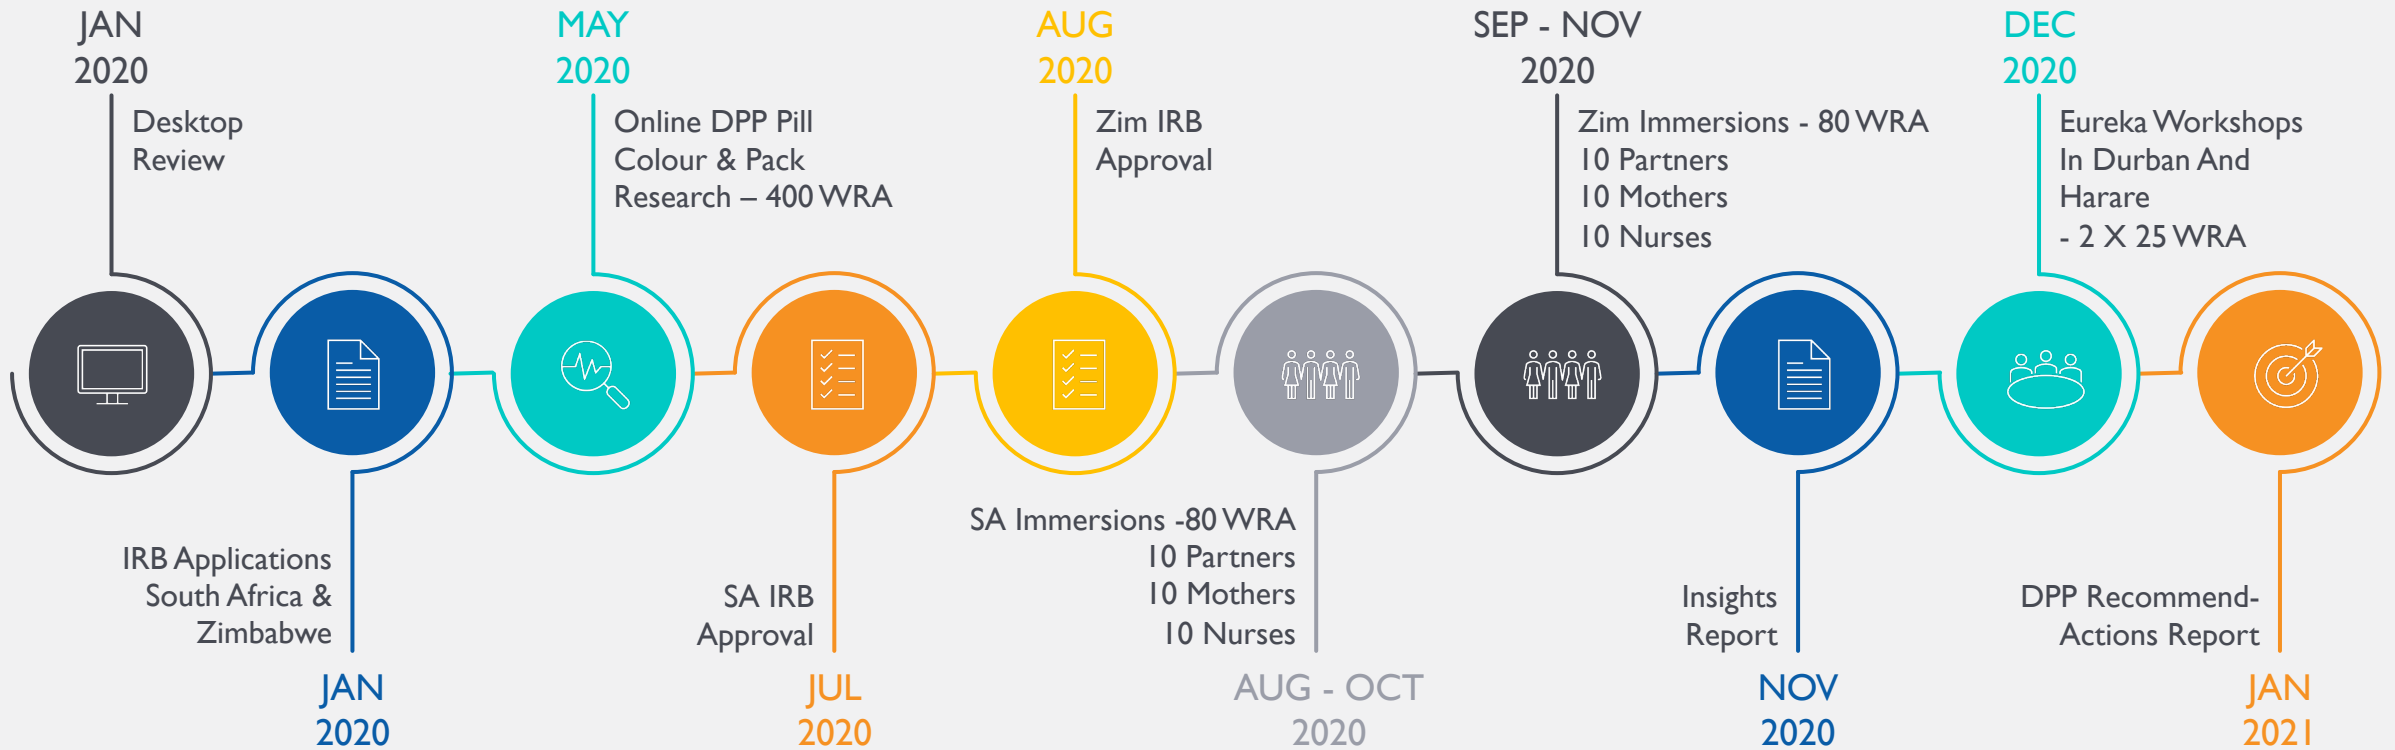 JAN
2020
Desktop
Review
IRB Applications
South Africa &
Zimbabwe
JAN
2020
MAY
2020
Online DPP Pill
Colour & Pack
Research – 400 WRA
SA IRB
Approval
JUL
2020
AUG
2020
Zim IRB
Approval
SA Immersions -80 WRA
10 Partners
10 Mothers
10 Nurses
AUG - OCT
2020
SEP - NOV
2020
Zim Immersions - 80 WRA
10 Partners
10 Mothers
10 Nurses
Insights
Report
NOV
2020
DEC
2020
Eureka Workshops
In Durban And
Harare
- 2 X 25 WRA
DPP Recommend-
Actions Report
JAN
2021